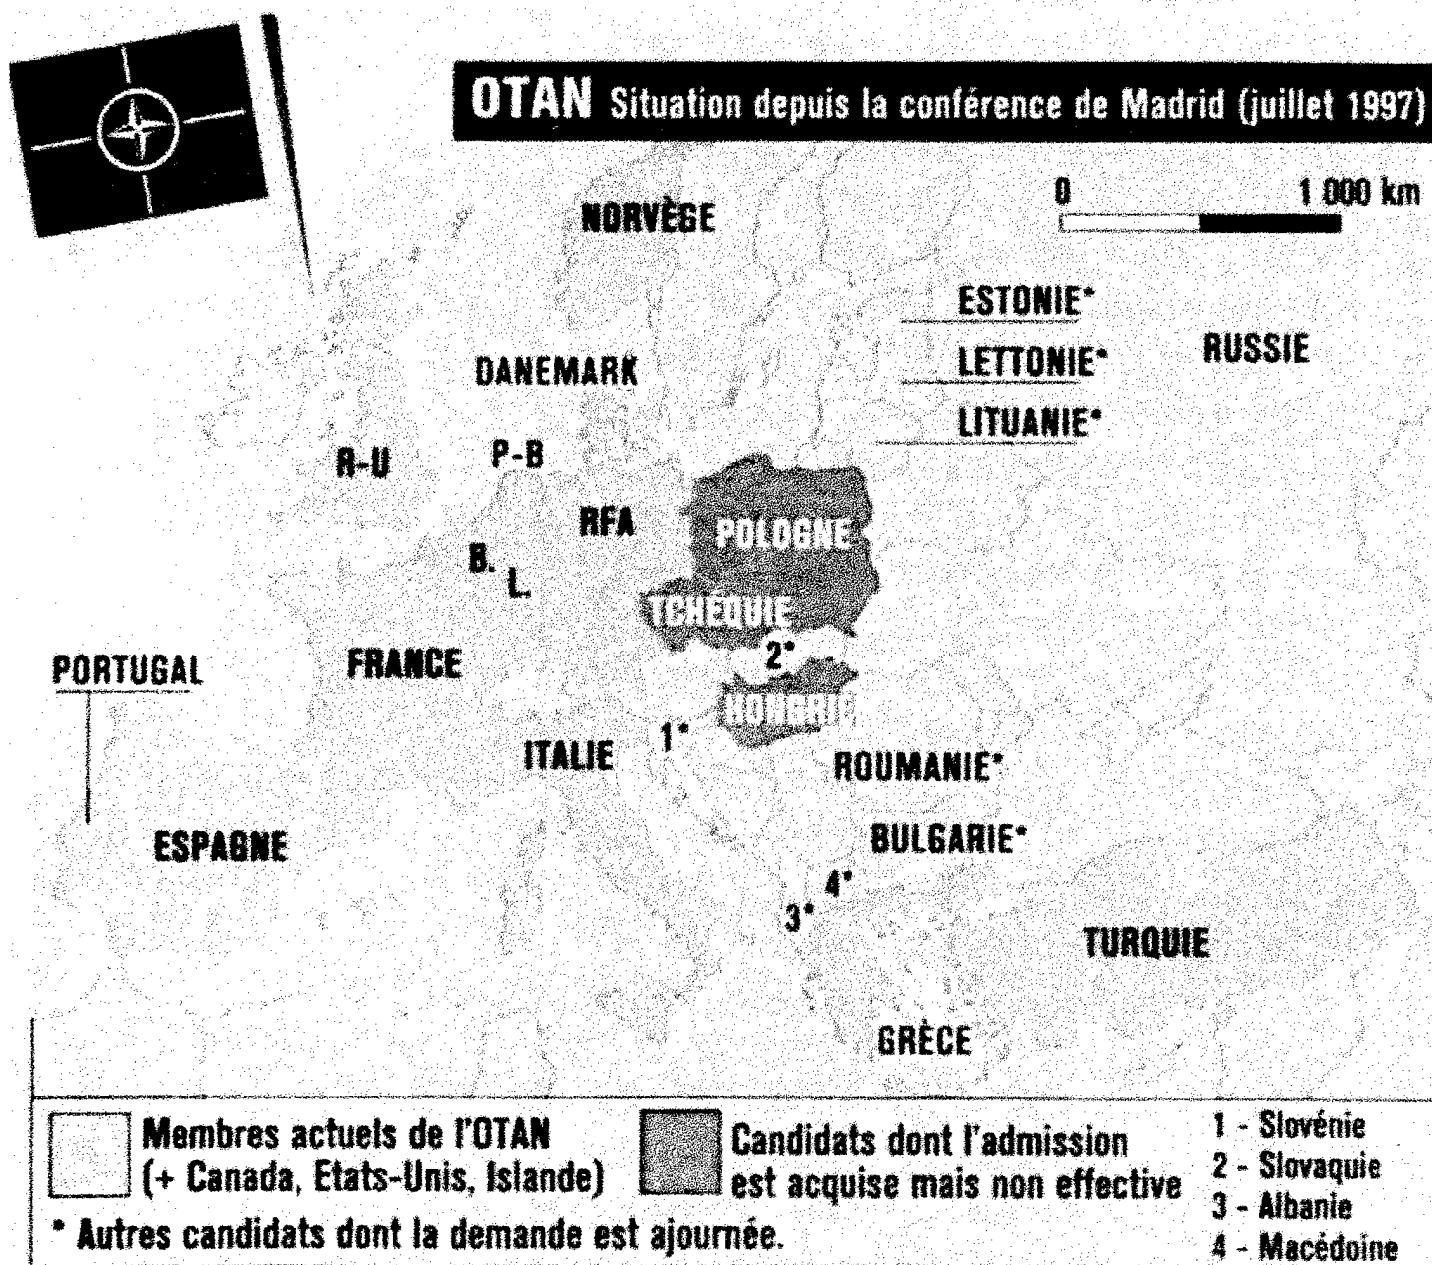 OTAN Situation depuis la conférence de Madrid (juillet 1997)
0 1 000 km
NORVÈGE
ESTONIE*
RUSSIE
LETTONIE*
DANEMARK
LITUANIE*
R-U
P-B
RFA
POLOGNE
B.
L.
TCHÉQUIE
2*
PORTUGAL
FRANCE
HONGRIE
1*
ITALIE
ROUMANIE*
ESPAGNE
BULGARIE*
4*
3*
TURQUIE
GRÈCE
Membres actuels de l'OTAN
(+ Canada, Etats-Unis, Islande)
Candidats dont l'admission
est acquise mais non effective
* Autres candidats dont la demande est ajournée.
1 - Slovénie
2 - Slovaquie
3 - Albanie
4 - Macédoine